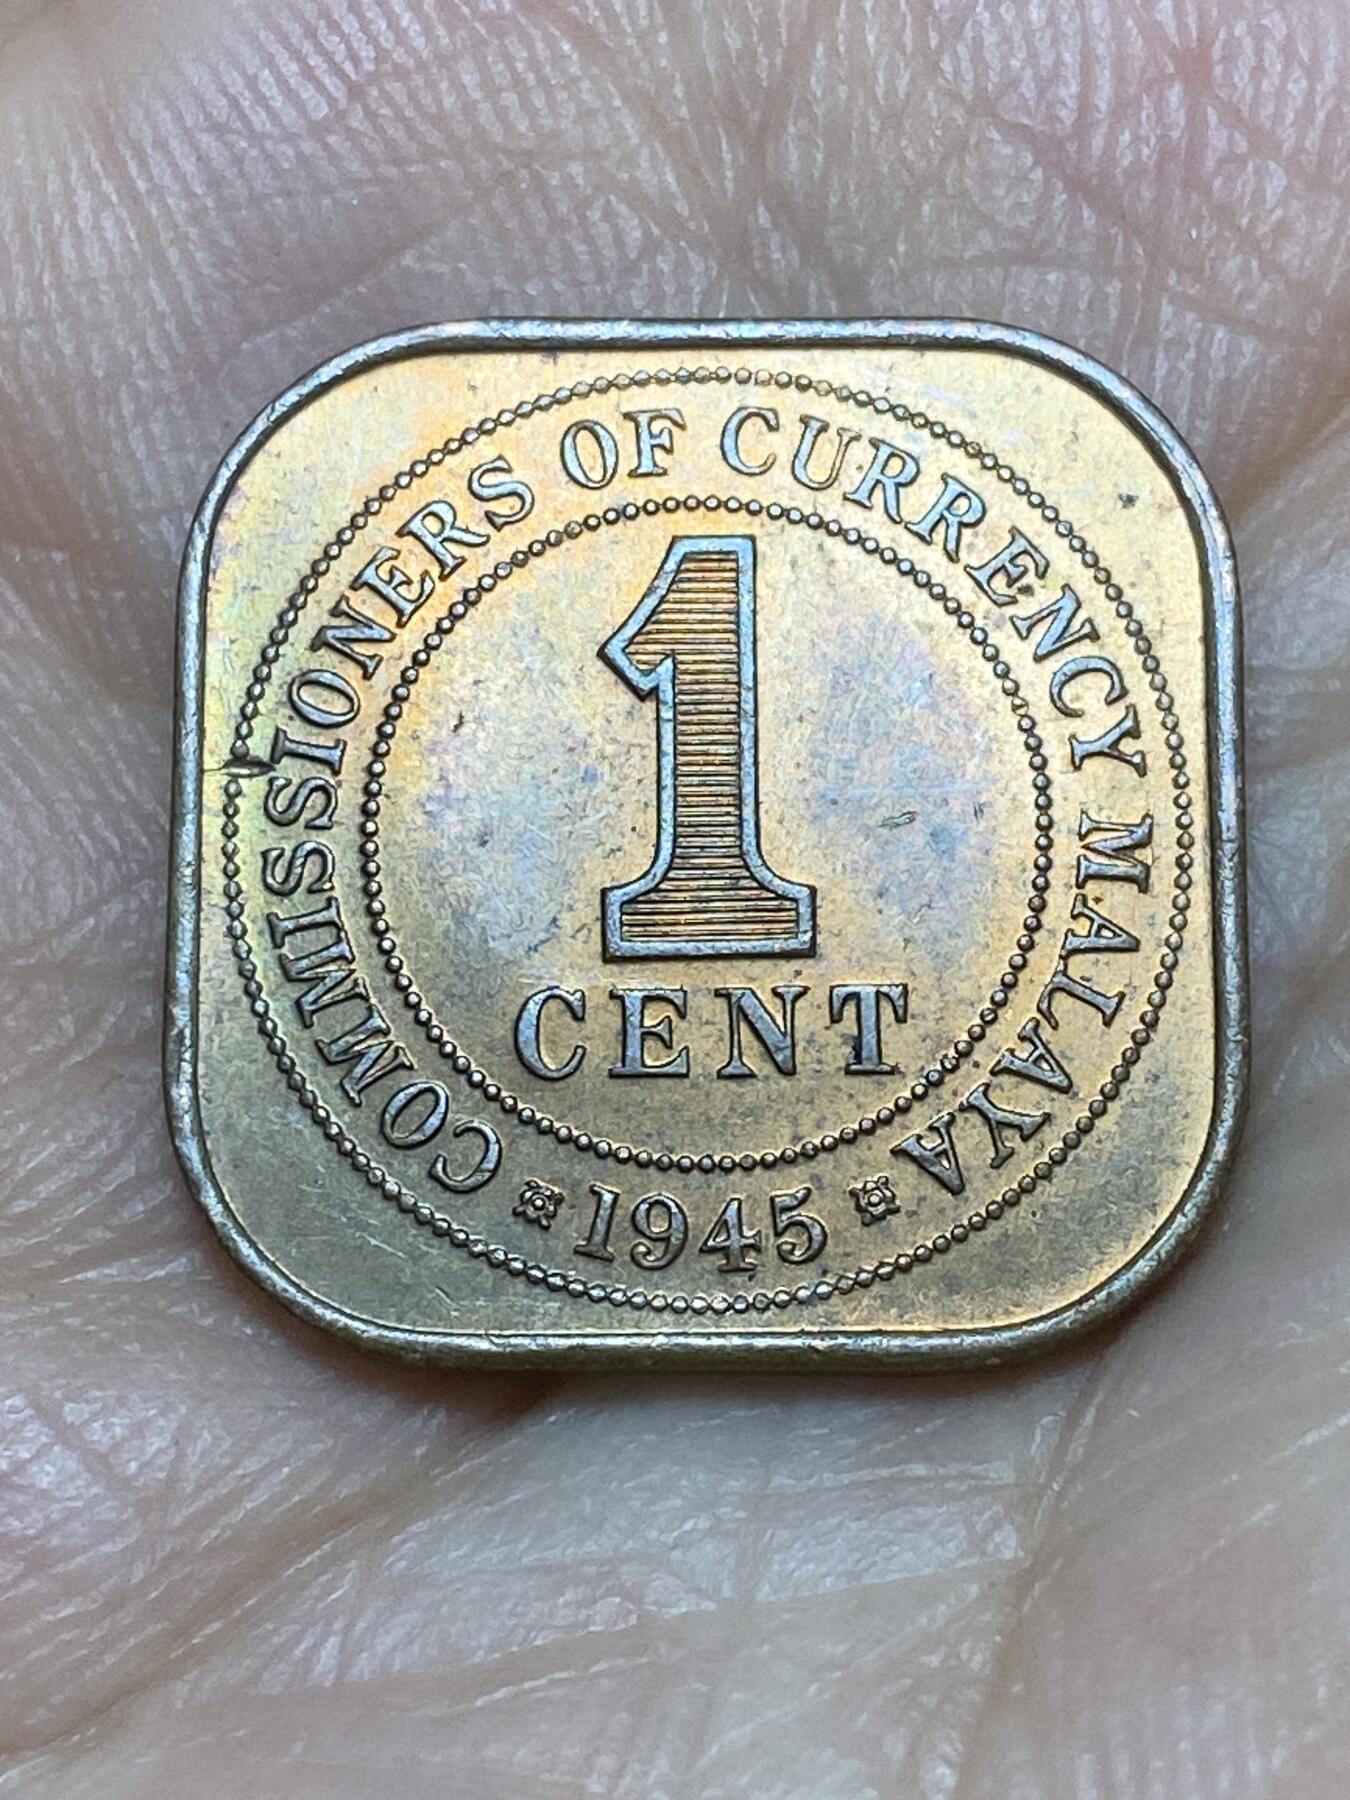 COMMISSIONERS OF CURRENCY MALAYA
1
CENT
1945